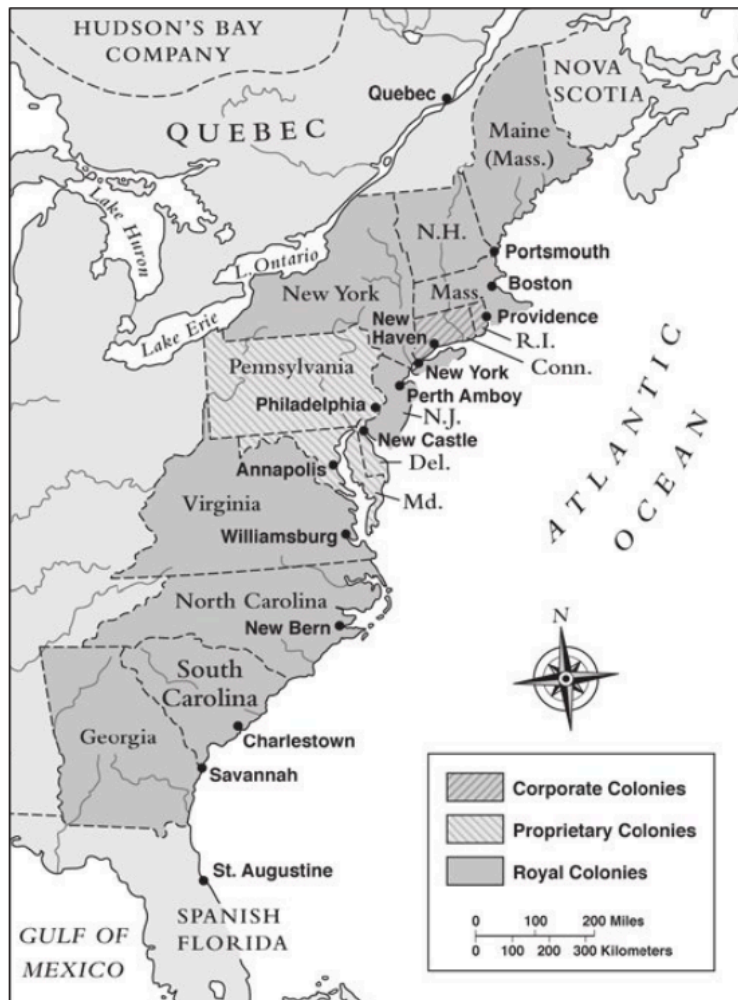 HUDSON'S BAY
COMPANY
NOVA
SCOTIA
Quebec
QUEBEC
Maine
(Mass.)
Lake Huron
L. Ontario
Lake Erie
N.H.
Portsmouth
New York
Mass.
Boston
Providence
New
Haven
R.I.
Conn.
Pennsylvania
New York
Perth Amboy
Philadelphia
N.J.
New Castle
Annapolis
Del.
Md.
Virginia
Williamsburg
ATLANTIC
OCEAN
North Carolina
New Bern
N
South
Carolina
Georgia
Charlestown
Savannah
St. Augustine
SPANISH
FLORIDA
GULF OF
MEXICO
Corporate Colonies
Proprietary Colonies
Royal Colonies
0 100 200 Miles
0 100 200 300 Kilometers